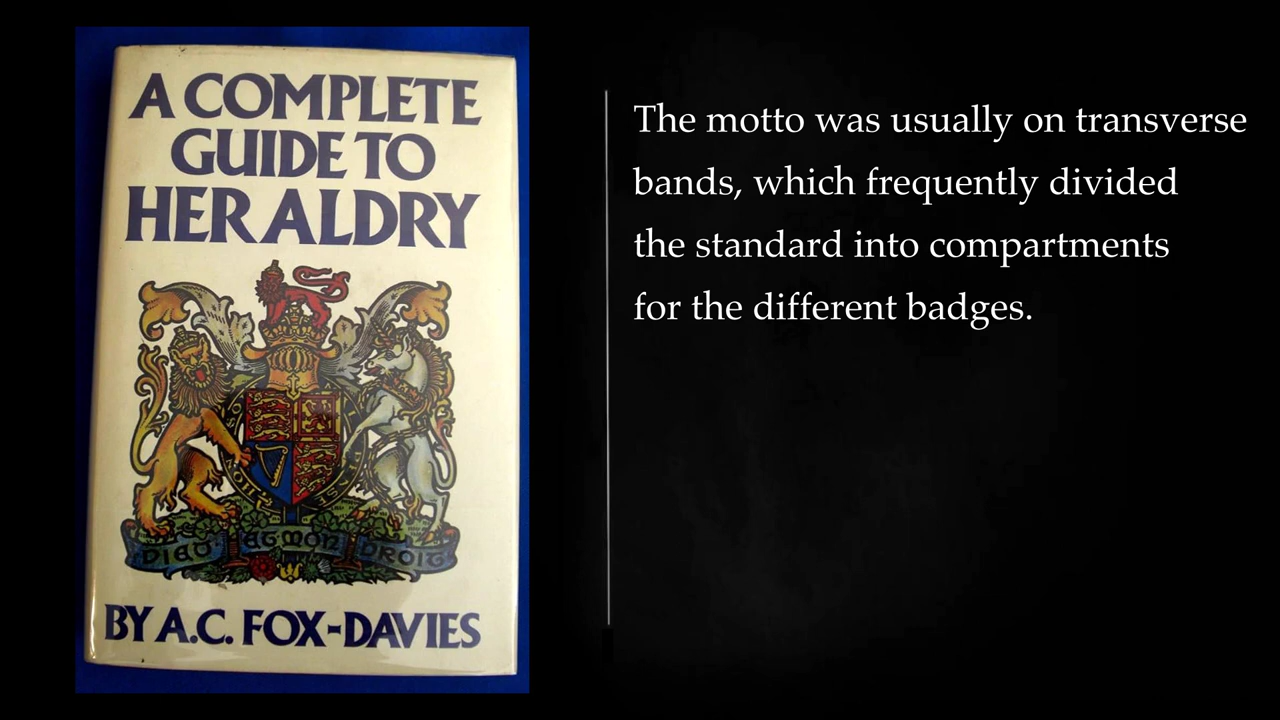 A COMPLETE
GUIDE TO
HERALDRY
DIEU ET MON DROIT
BY A.C. FOX-DAVIES
The motto was usually on transverse
bands, which frequently divided
the standard into compartments
for the different badges.